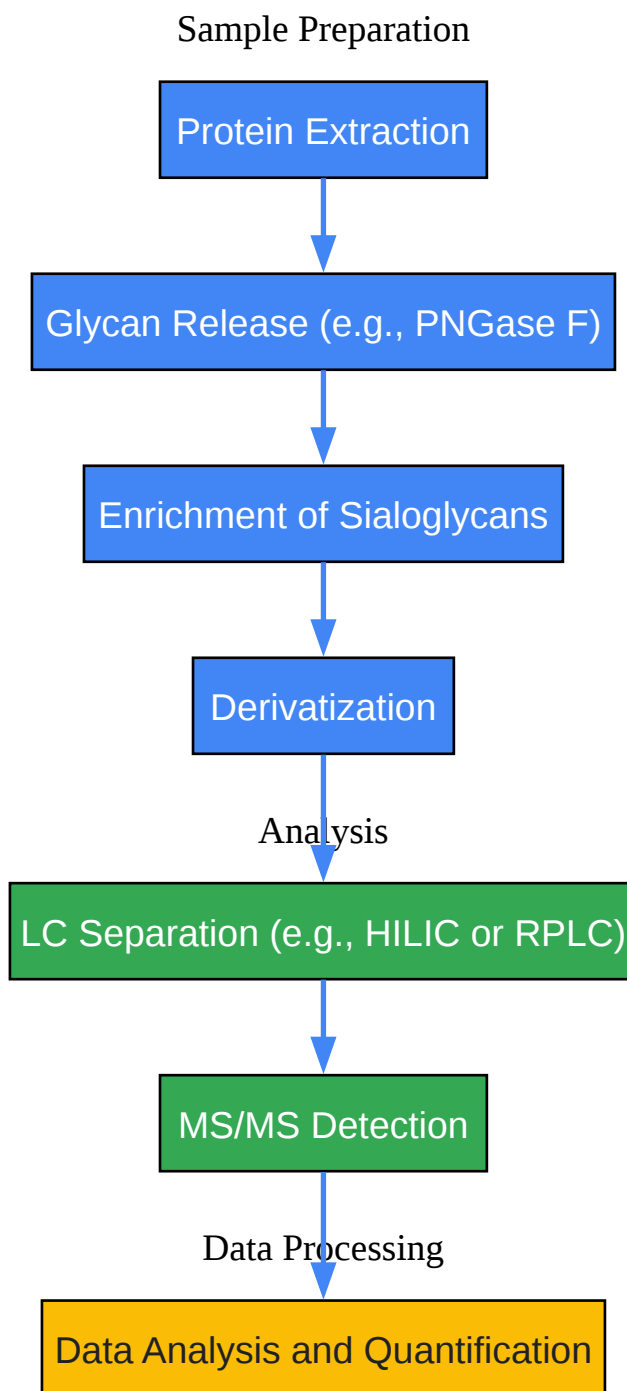 Sample Preparation
Protein Extraction
Glycan Release (e.g., PNGase F)
Enrichment of Sialoglycans
Derivatization
Analysis
LC Separation (e.g., HILIC or RPLC)
MS/MS Detection
Data Processing
Data Analysis and Quantification